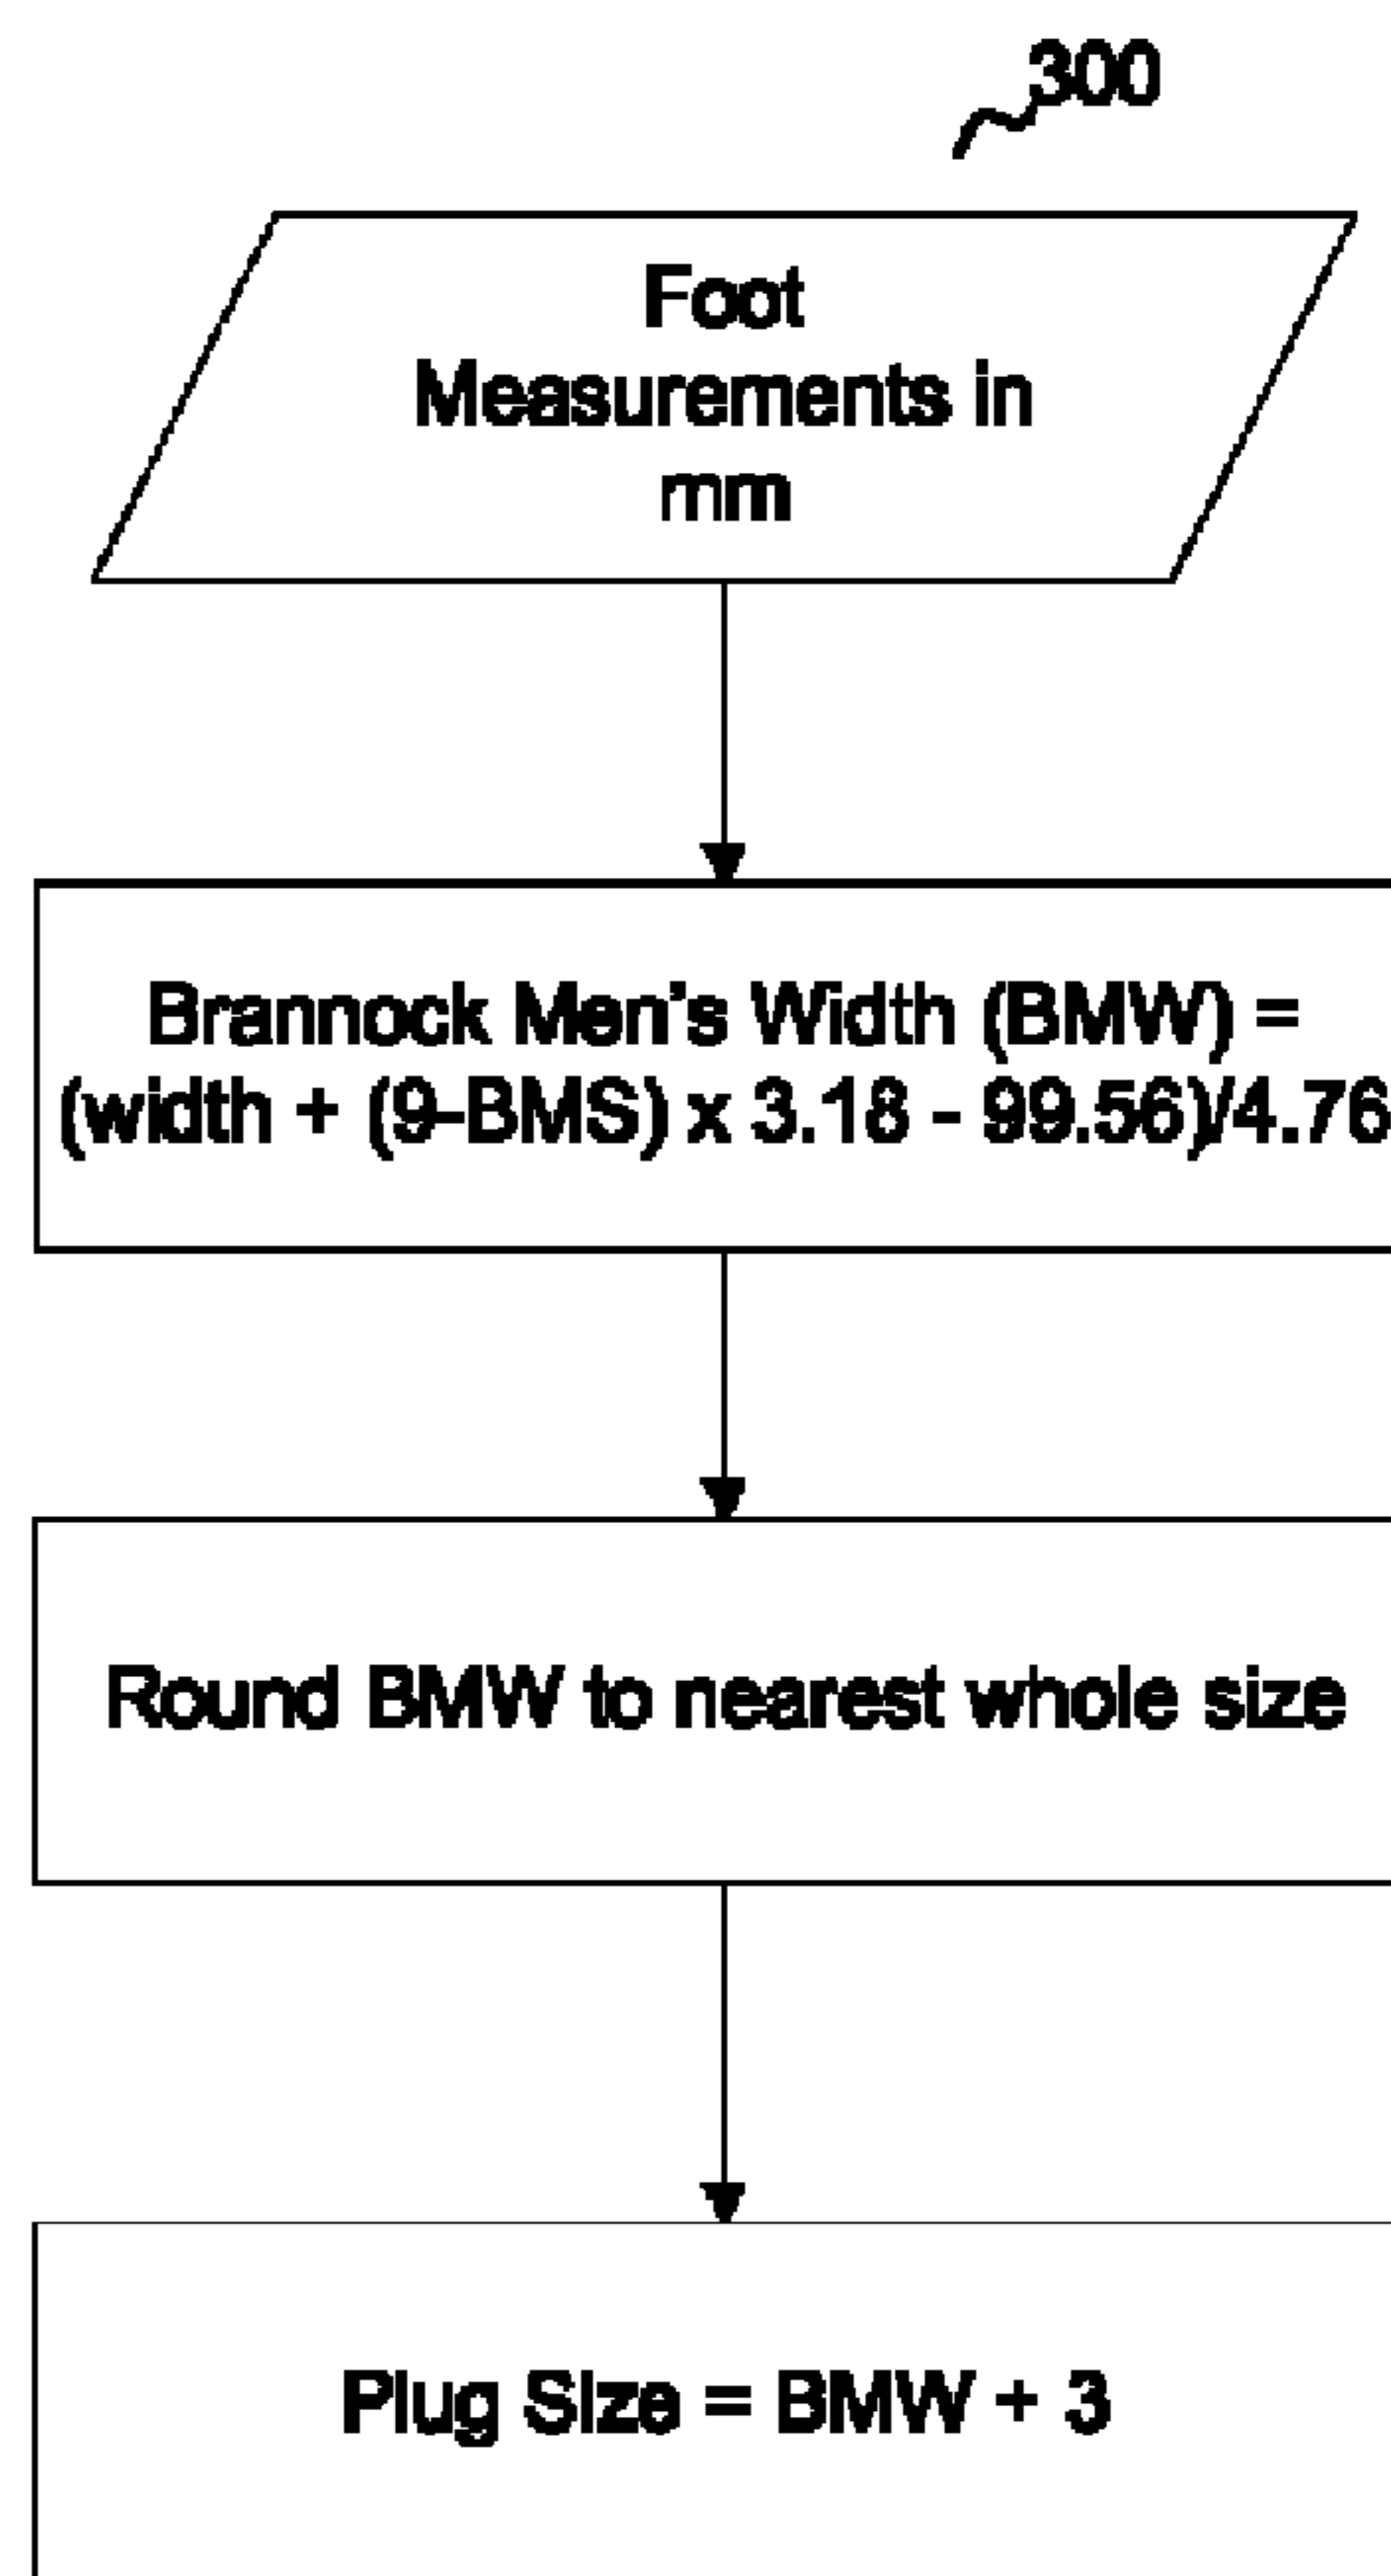 300
Foot
Measurements in
mm
Brannock Men's Width (BMW) =
(width + (9-BMS) x 3.18 - 99.56)/4.76
Round BMW to nearest whole size
Plug Size = BMW + 3